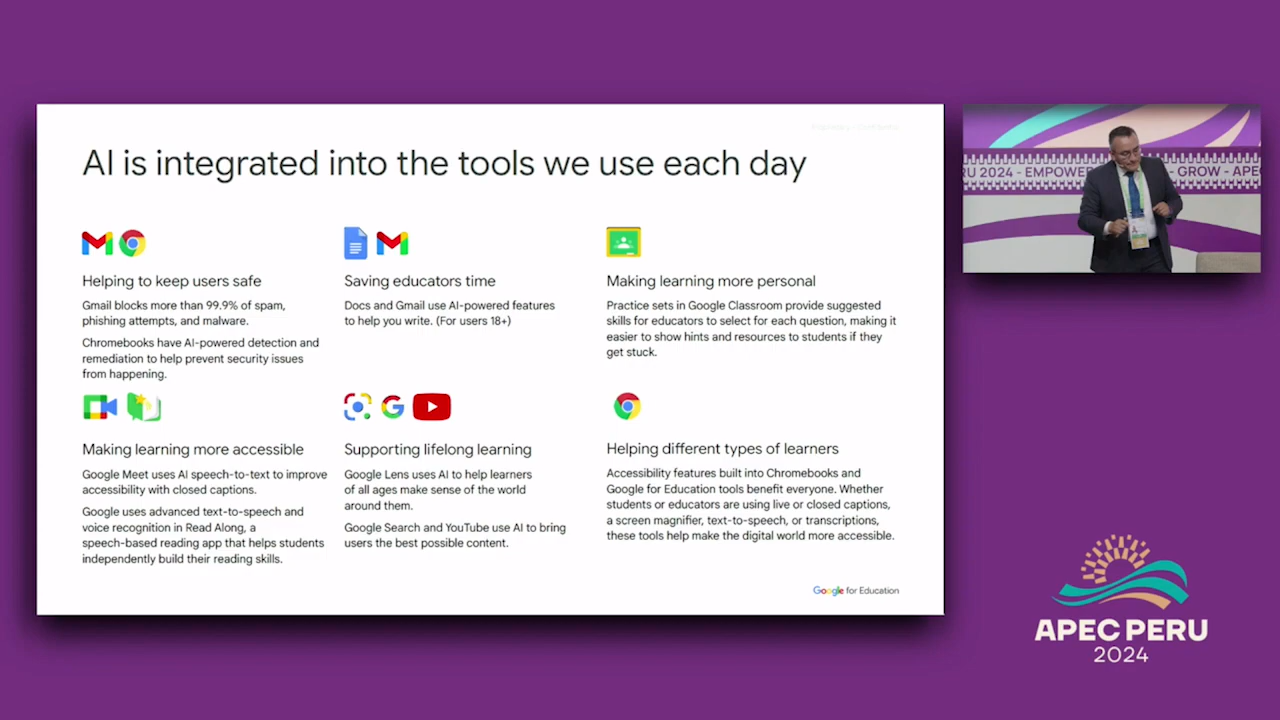 AI is integrated into the tools we use each day
Helping to keep users safe
Gmail blocks more than 99.9% of spam,
phishing attempts, and malware.
Chromebooks have AI-powered detection and
remediation to help prevent security issues
from happening.
Saving educators time
Docs and Gmail use AI-powered features
to help you write. (For users 18+)
Making learning more personal
Practice sets in Google Classroom provide suggested
skills for educators to select for each question, making it
easier to show hints and resources to students if they
get stuck.
Making learning more accessible
Google Meet uses AI speech-to-text to improve
accessibility with closed captions.
Google uses advanced text-to-speech and
voice recognition in Read Along, a
speech-based reading app that helps students
independently build their reading skills.
Supporting lifelong learning
Google Lens uses AI to help learners
of all ages make sense of the world
around them.
Google Search and YouTube use AI to bring
users the best possible content.
Helping different types of learners
Accessibility features built into Chromebooks and
Google for Education tools benefit everyone. Whether
students or educators are using live or closed captions,
a screen magnifier, text-to-speech, or transcriptions,
these tools help make the digital world more accessible.
Google for Education
RU 2024 - EMPOWER - GROW - APEC
APEC PERU
2024